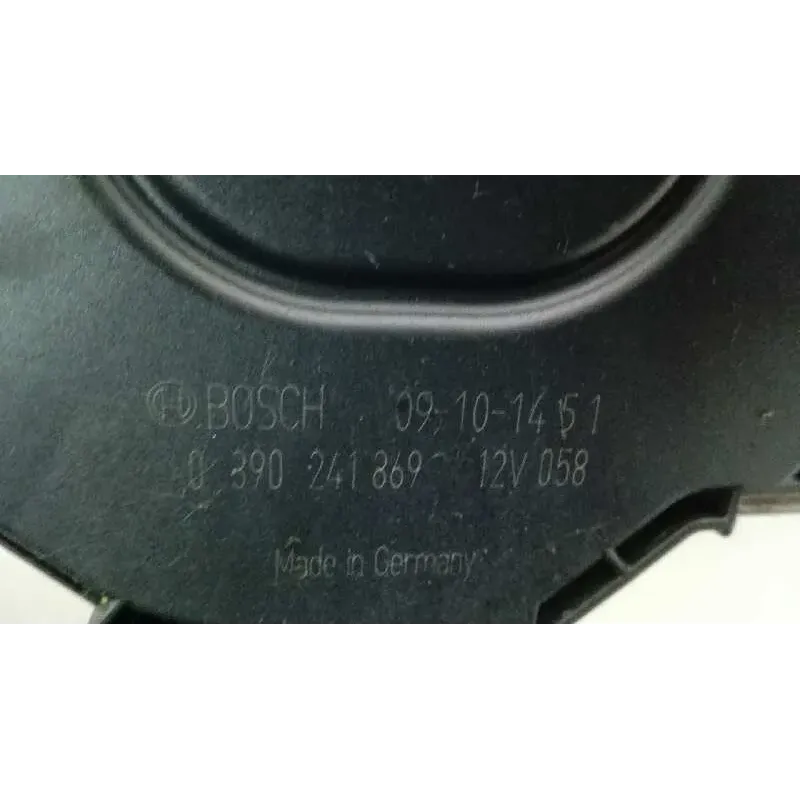 BOSCH 09-10-14 51
0 390 241 869 12V 058
Made in Germany